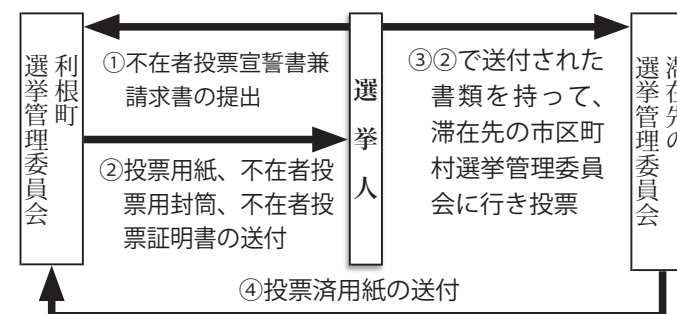 利根町
選挙管理委員会
①不在者投票宣誓書兼
請求書の提出
②投票用紙、不在者投
票用封筒、不在者投
票証明書の送付
選挙人
③②で送付された
書類を持って、
滞在先の市区町
村選挙管理委員
会に行き投票
滞在先の
選挙管理委員会
④投票済用紙の送付